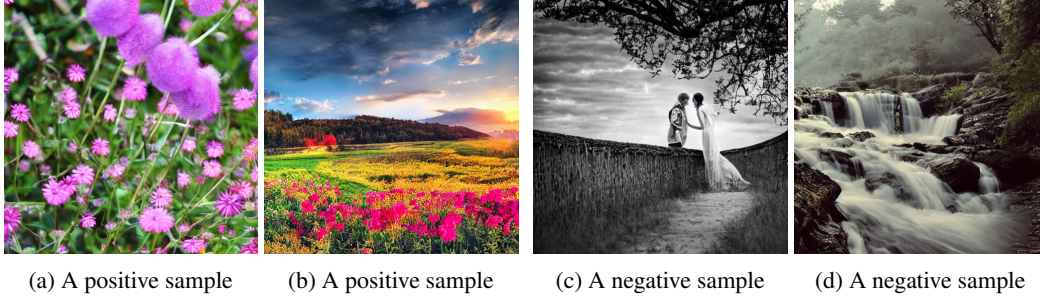 (a) A positive sample
(b) A positive sample
(c) A negative sample
(d) A negative sample